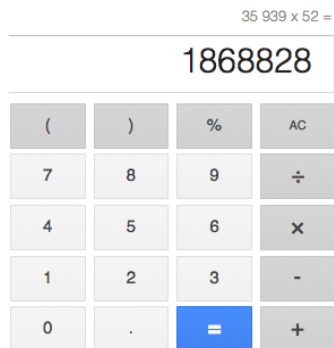 35 939 x 52 =
1868828
( ) % AC
7 8 9 ÷
4 5 6 ×
1 2 3 -
0 . = +